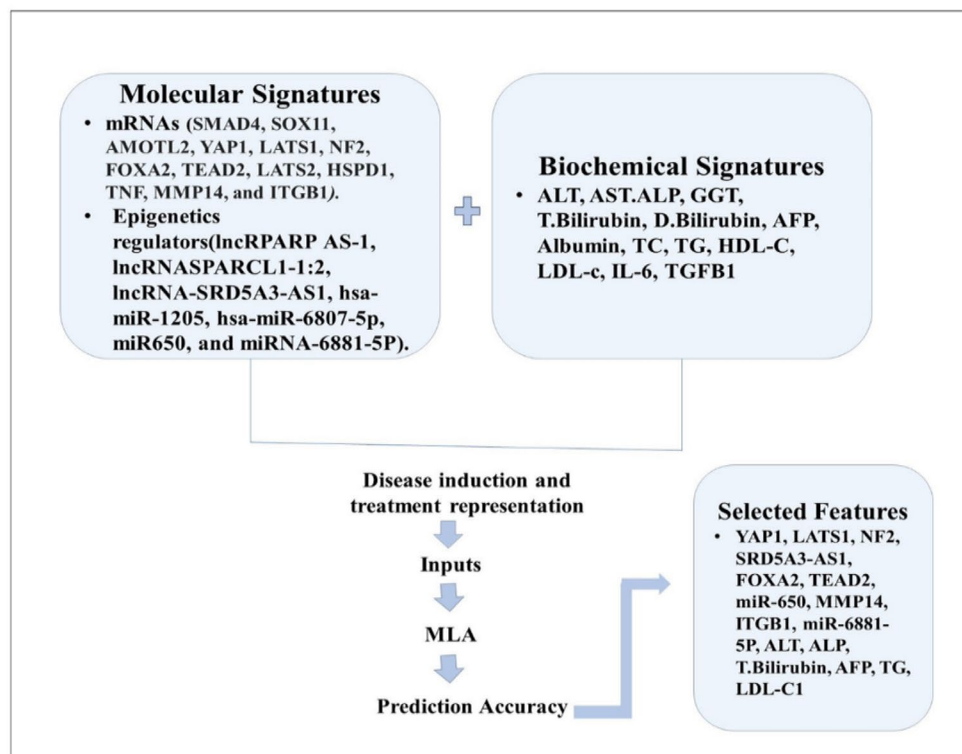 Molecular Signatures
• mRNAs (SMAD4, SOX11,
AMOTL2, YAP1, LATS1, NF2,
FOXA2, TEAD2, LATS2, HSPD1,
TNF, MMP14, and ITGB1).
• Epigenetics
regulators(lncRPARP AS-1,
lncRNASPARCL1-1:2,
lncRNA-SRD5A3-AS1, hsa-
miR-1205, hsa-miR-6807-5p,
miR650, and miRNA-6881-5P).
Biochemical Signatures
• ALT, AST.ALP, GGT,
T.Bilirubin, D.Bilirubin, AFP,
Albumin, TC, TG, HDL-C,
LDL-c, IL-6, TGFB1
Disease induction and
treatment representation
Inputs
MLA
Prediction Accuracy
Selected Features
• YAP1, LATS1, NF2,
SRD5A3-AS1,
FOXA2, TEAD2,
miR-650, MMP14,
ITGB1, miR-6881-
5P, ALT, ALP,
T.Bilirubin, AFP, TG,
LDL-C1